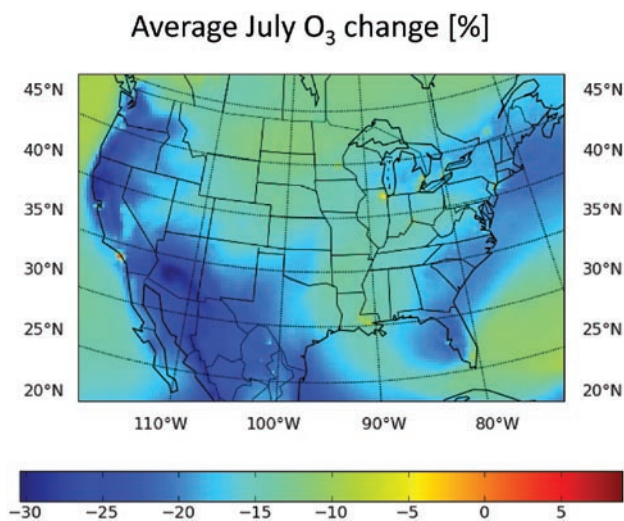 Average July O₃ change [%]
45°N 45°N
40°N 40°N
35°N 35°N
30°N 30°N
25°N 25°N
20°N 20°N
110°W 100°W 90°W 80°W
−30 −25 −20 −15 −10 −5 0 5